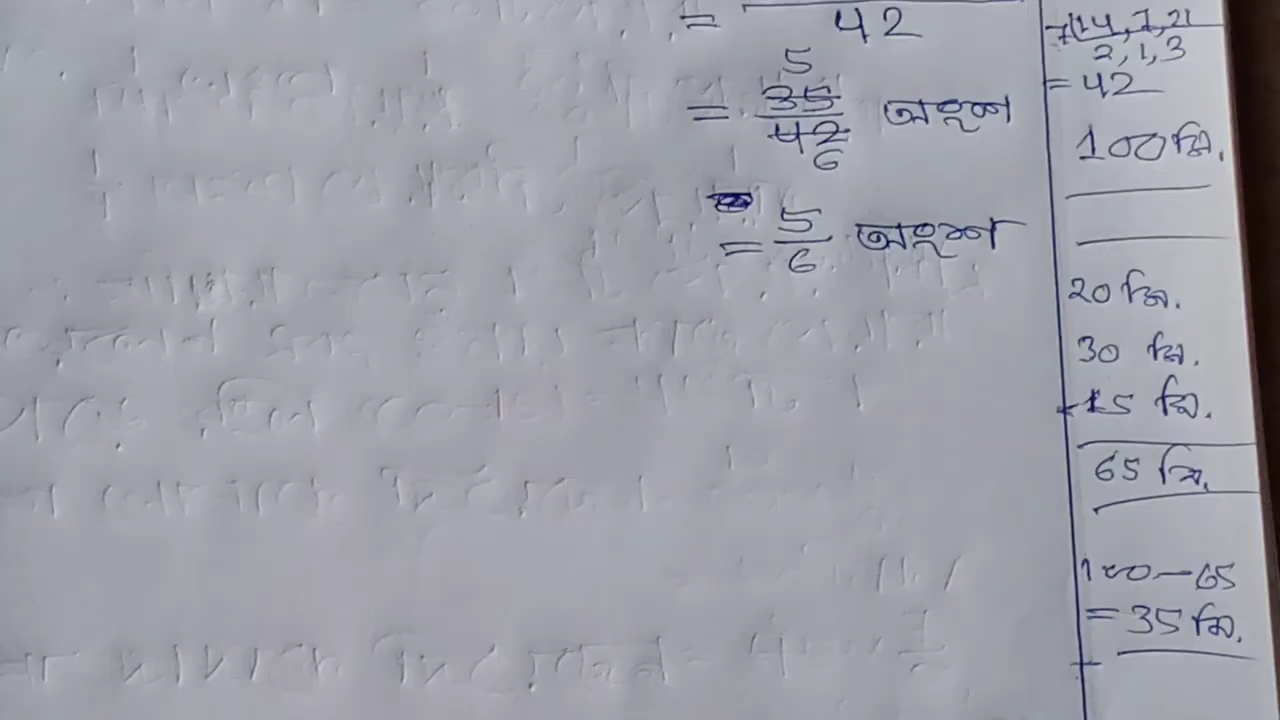 = 42
5
= 35/42 অংশ
6
= 5/6 অংশ
7|14, 7, 21
2, 1, 3
= 42
100 মি.
20 মি.
30 মি.
+15 মি.
65 মি.
100-65
= 35 মি.